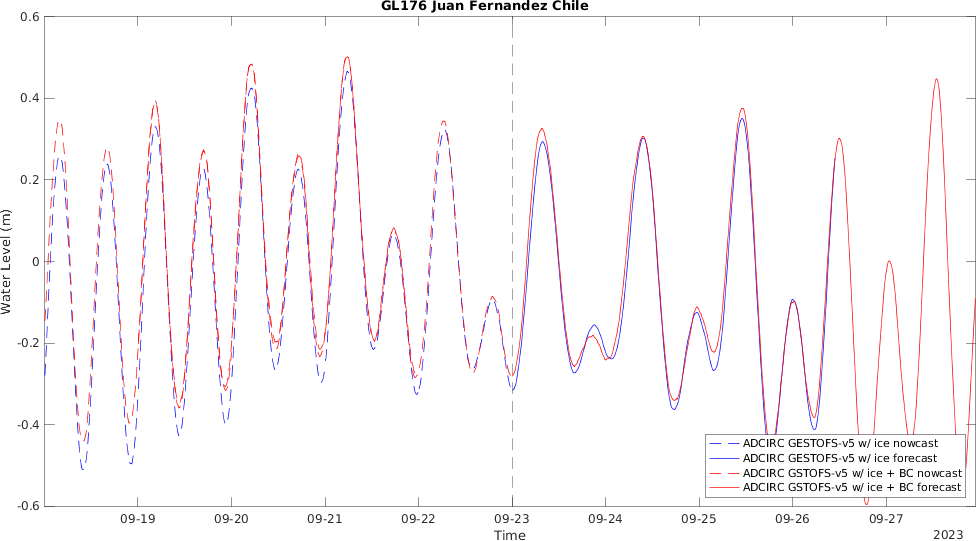 GL176 Juan Fernandez Chile
0.6
0.4
0.2
0
-0.2
-0.4
-0.6
Water Level (m)
ADCIRC GESTOFS-v5 w/ ice nowcast
ADCIRC GESTOFS-v5 w/ ice forecast
ADCIRC GSTOFS-v5 w/ ice + BC nowcast
ADCIRC GSTOFS-v5 w/ ice + BC forecast
09-19 09-20 09-21 09-22 09-23 09-24 09-25 09-26 09-27
Time
2023